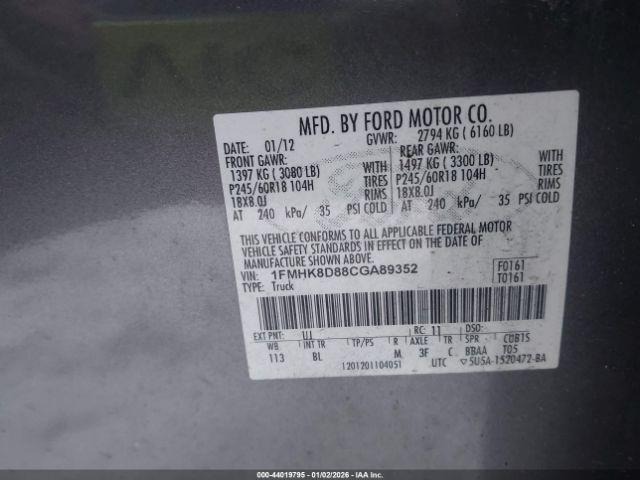 MFD. BY FORD MOTOR CO.
DATE: 01/12 GVWR: 2794 KG ( 6160 LB)
FRONT GAWR: REAR GAWR:
1397 KG ( 3080 LB) WITH 1497 KG ( 3300 LB) WITH
P245/60R18 104H TIRES P245/60R18 104H TIRES
18X8.0J RIMS 18X8.0J RIMS
AT 240 kPa/ 35 PSI COLD AT 240 kPa/ 35 PSI COLD
THIS VEHICLE CONFORMS TO ALL APPLICABLE FEDERAL MOTOR
VEHICLE SAFETY STANDARDS IN EFFECT ON THE DATE OF
MANUFACTURE SHOWN ABOVE.
VIN: 1FMHK8D88CGA89352 F0161
TYPE: Truck T0161
EXT PNT: UJ RC: 11 DSO:
WB INT TR TP/PS R AXLE TR SPR CUB1S
113 BL M 3F C BBAA T05
1201201104051 UTC ▽5U5A-1520472-BA
000-44019795 - 01/02/2026 - IAAI.COM